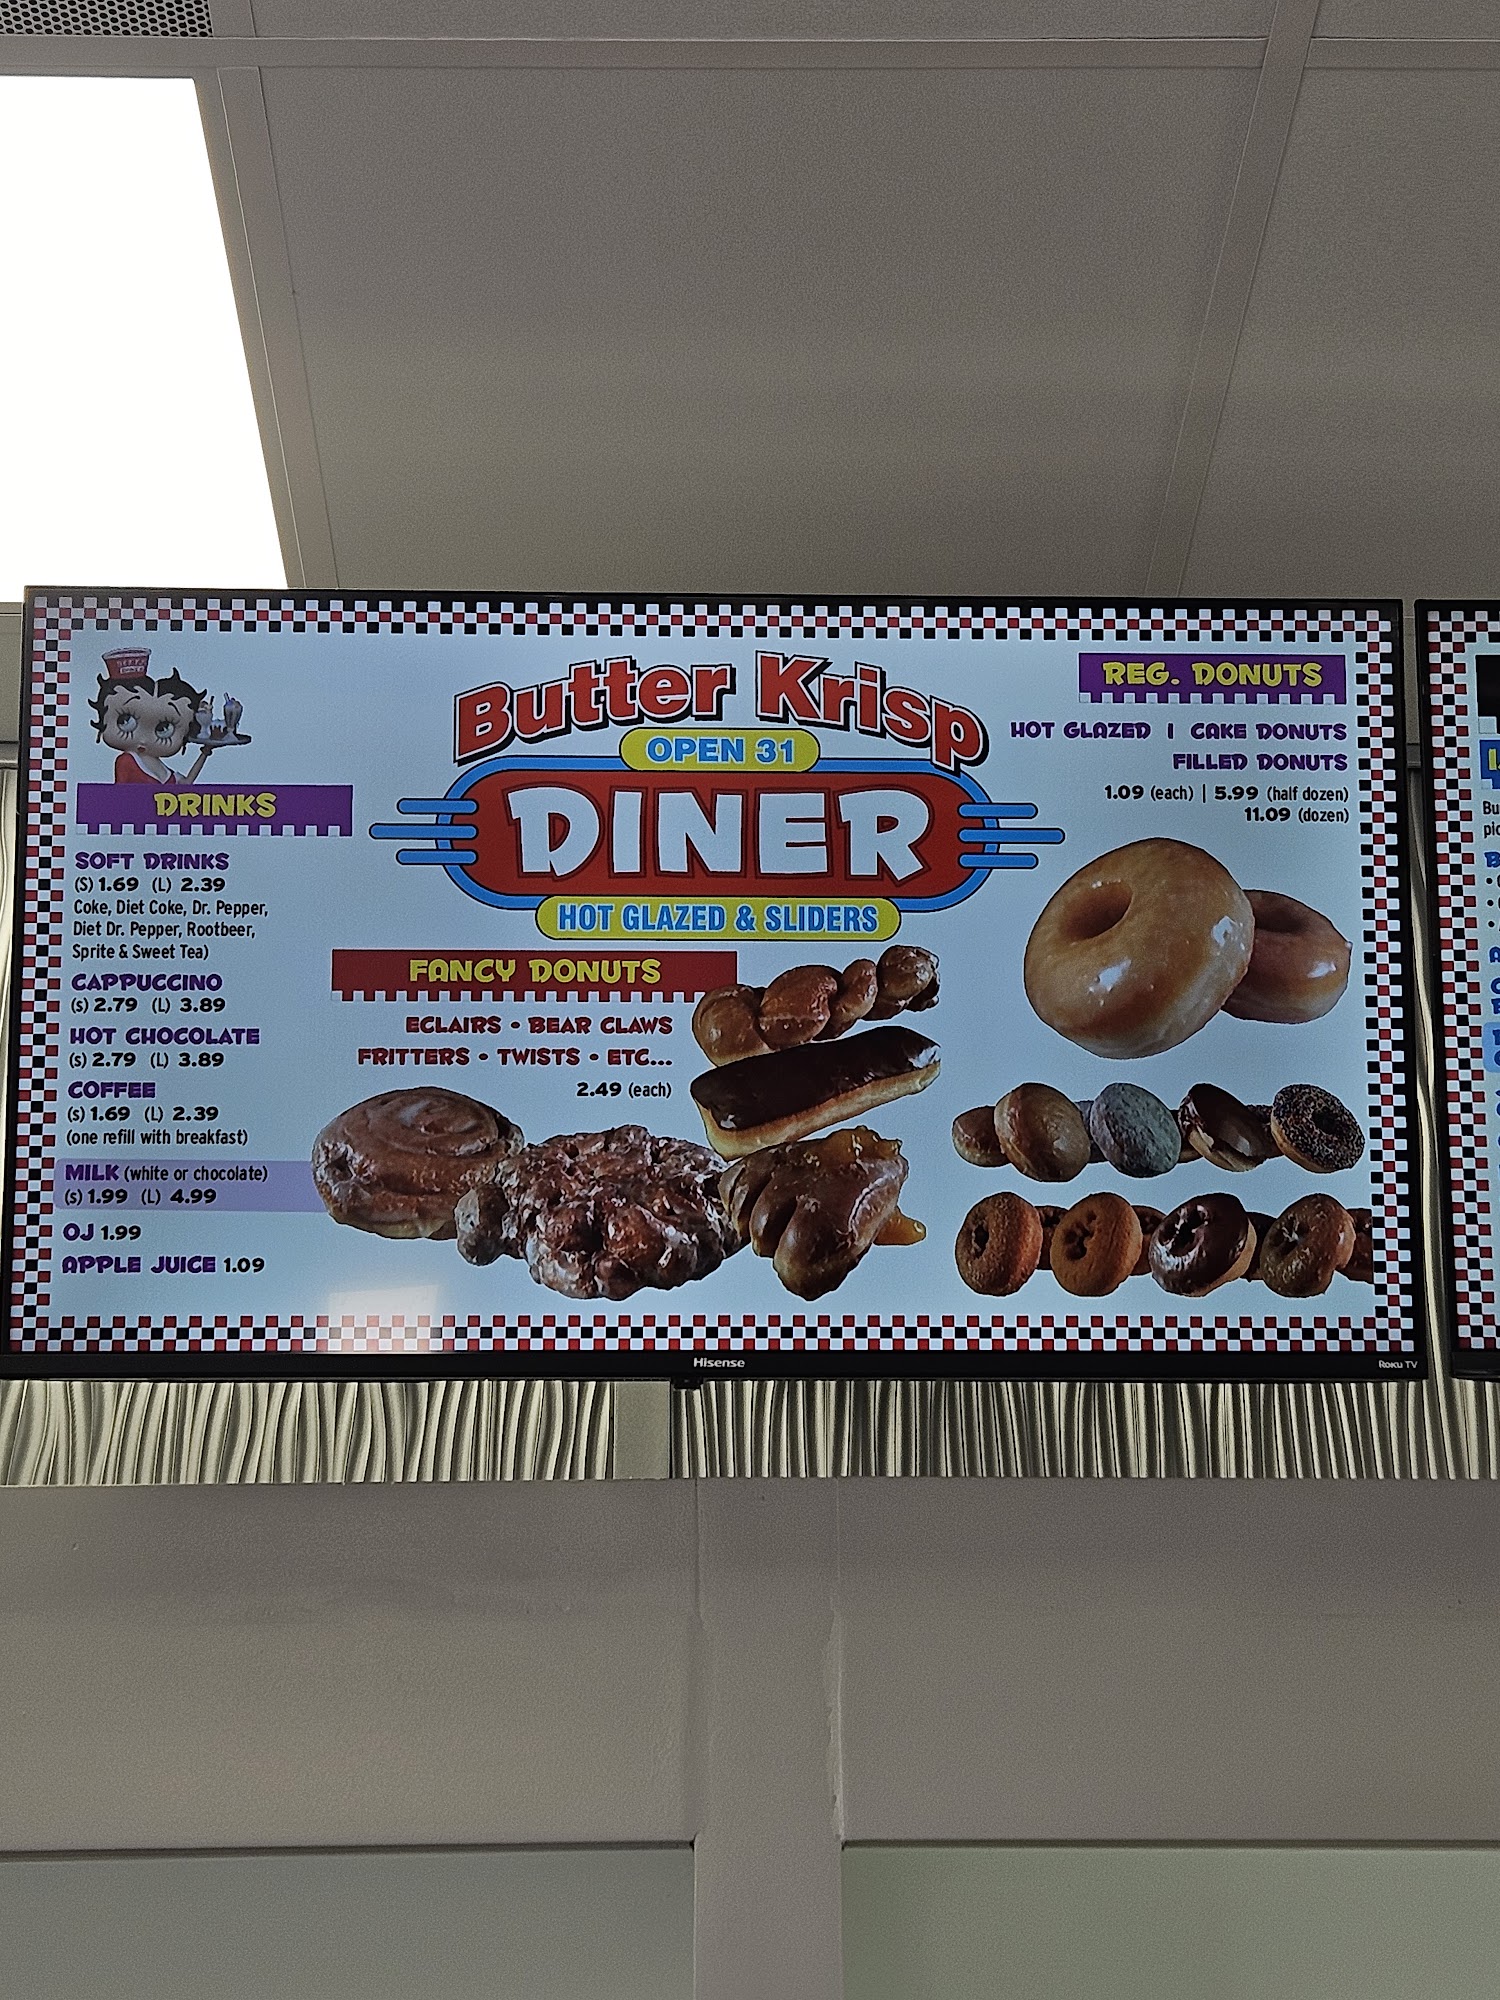 Butter Krisp
OPEN 31
DINER
HOT GLAZED & SLIDERS
DRINKS
SOFT DRINKS
(S) 1.69 (L) 2.39
Coke, Diet Coke, Dr. Pepper,
Diet Dr. Pepper, Rootbeer,
Sprite & Sweet Tea)
CAPPUCCINO
(s) 2.79 (L) 3.89
HOT CHOCOLATE
(s) 2.79 (L) 3.89
COFFEE
(s) 1.69 (L) 2.39
(one refill with breakfast)
MILK (white or chocolate)
(s) 1.99 (L) 4.99
OJ 1.99
APPLE JUICE 1.09
FANCY DONUTS
ECLAIRS • BEAR CLAWS
FRITTERS • TWISTS • ETC...
2.49 (each)
REG. DONUTS
HOT GLAZED | CAKE DONUTS
FILLED DONUTS
1.09 (each) | 5.99 (half dozen)
11.09 (dozen)
Hisense
Roku TV